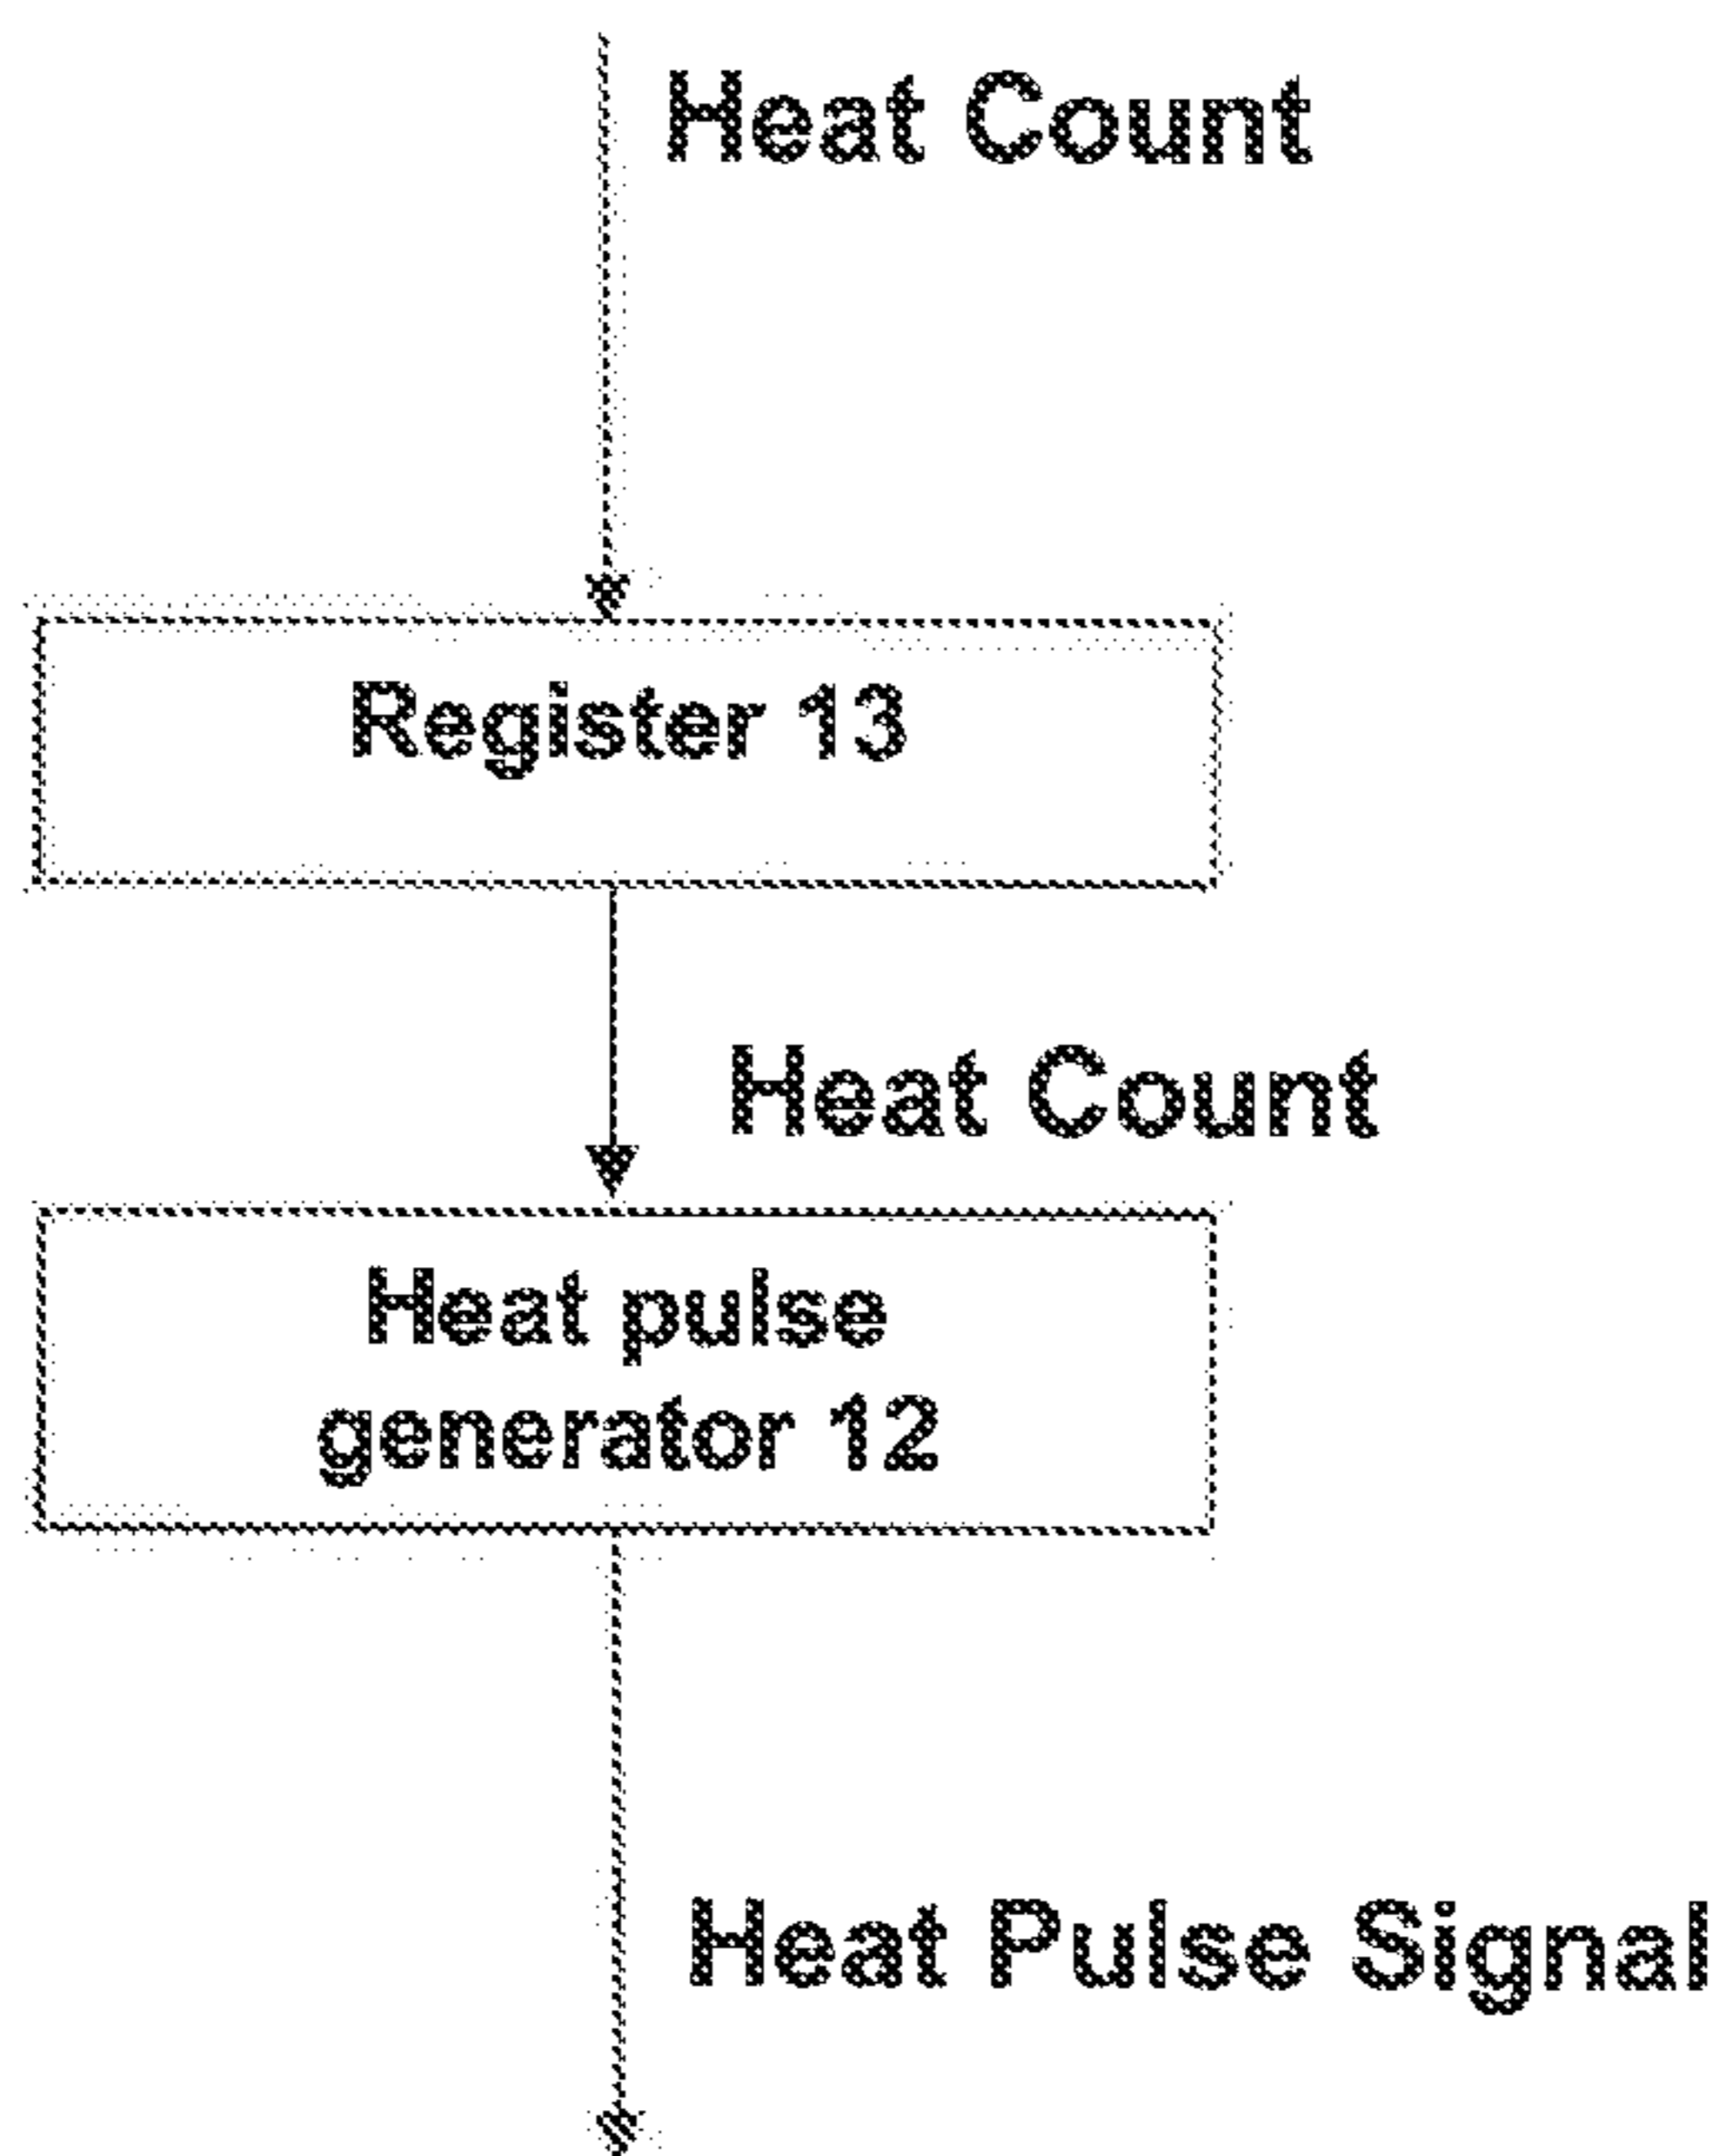 Heat Count
Register 13
Heat Count
Heat pulse
generator 12
Heat Pulse Signal